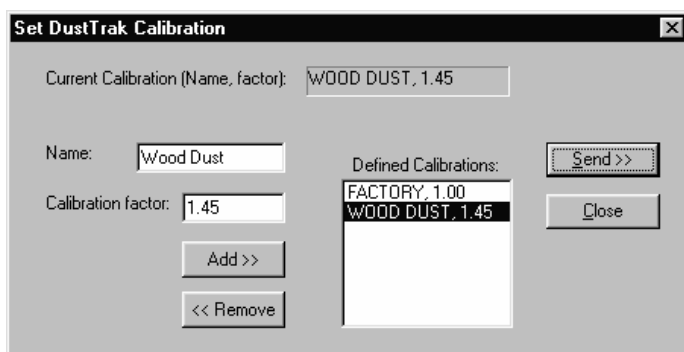 Set DustTrak Calibration
Current Calibration (Name, factor): WOOD DUST, 1.45
Name: Wood Dust
Calibration factor: 1.45
Add >>
<< Remove
Defined Calibrations:
FACTORY, 1.00
WOOD DUST, 1.45
Send >>
Close